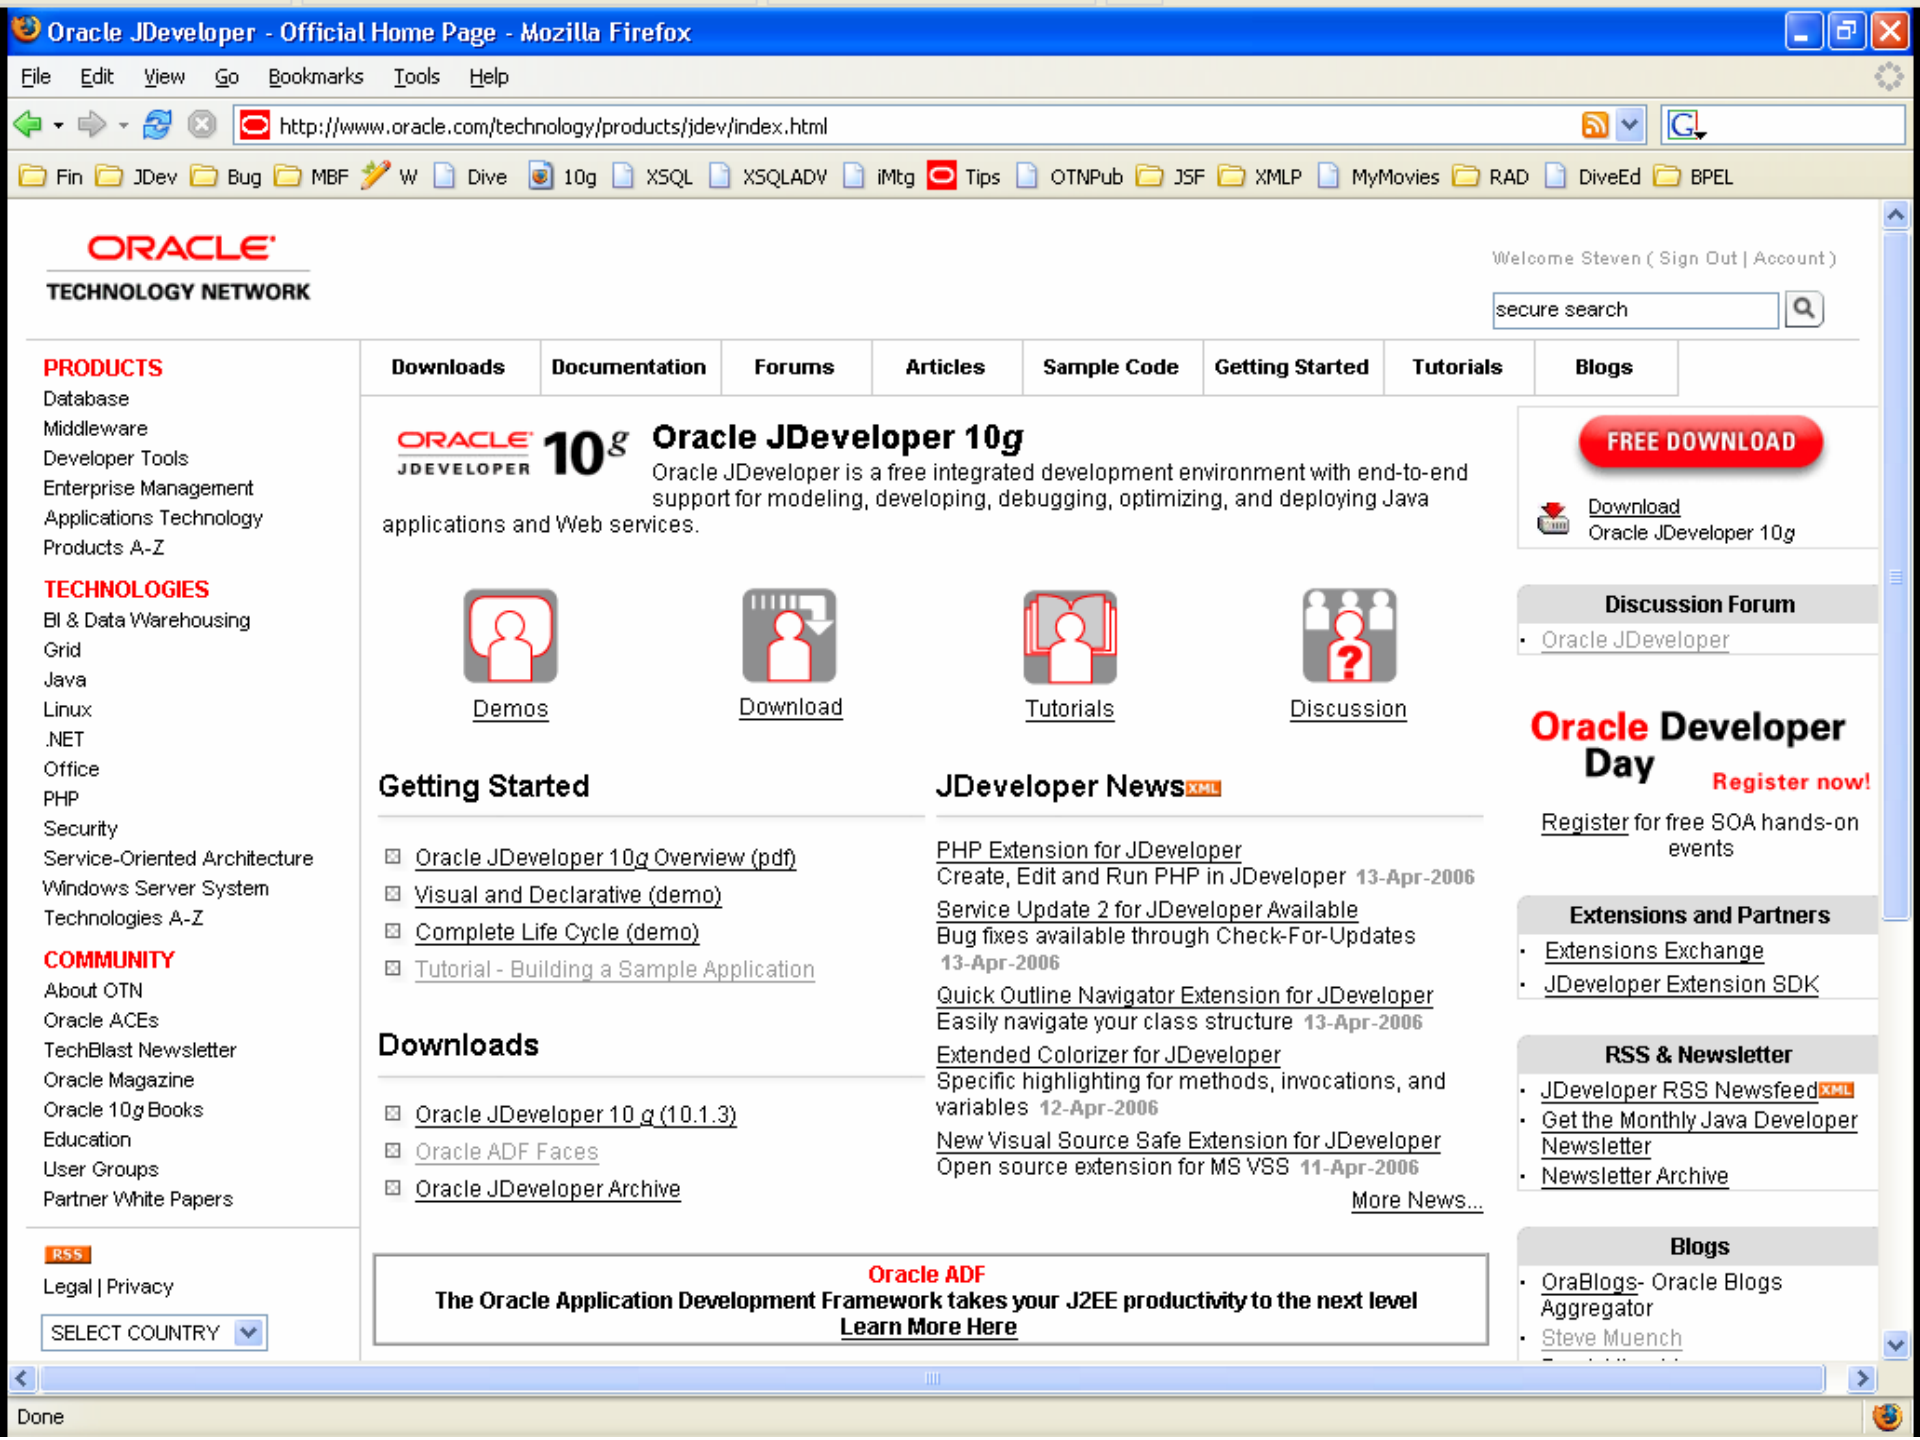 Oracle JDeveloper - Official Home Page - Mozilla Firefox
File Edit View Go Bookmarks Tools Help
http://www.oracle.com/technology/products/jdev/index.html
G
Fin JDev Bug MBF W Dive 10g XSQL XSQLADV iMtg Tips OTNPub JSF XMLP MyMovies RAD DiveEd BPEL
ORACLE
TECHNOLOGY NETWORK
Welcome Steven ( Sign Out | Account )
secure search
PRODUCTS
Database
Middleware
Developer Tools
Enterprise Management
Applications Technology
Products A-Z
TECHNOLOGIES
BI & Data Warehousing
Grid
Java
Linux
.NET
Office
PHP
Security
Service-Oriented Architecture
Windows Server System
Technologies A-Z
COMMUNITY
About OTN
Oracle ACEs
TechBlast Newsletter
Oracle Magazine
Oracle 10g Books
Education
User Groups
Partner White Papers
RSS
Legal | Privacy
SELECT COUNTRY
Downloads Documentation Forums Articles Sample Code Getting Started Tutorials Blogs
ORACLE
JDEVELOPER
10g
Oracle JDeveloper 10g
Oracle JDeveloper is a free integrated development environment with end-to-end
support for modeling, developing, debugging, optimizing, and deploying Java
applications and Web services.
Demos Download Tutorials ? Discussion
Getting Started
Oracle JDeveloper 10g Overview (pdf)
Visual and Declarative (demo)
Complete Life Cycle (demo)
Tutorial - Building a Sample Application
Downloads
Oracle JDeveloper 10 g (10.1.3)
Oracle ADF Faces
Oracle JDeveloper Archive
JDeveloper News XML
PHP Extension for JDeveloper
Create, Edit and Run PHP in JDeveloper 13-Apr-2006
Service Update 2 for JDeveloper Available
Bug fixes available through Check-For-Updates
13-Apr-2006
Quick Outline Navigator Extension for JDeveloper
Easily navigate your class structure 13-Apr-2006
Extended Colorizer for JDeveloper
Specific highlighting for methods, invocations, and
variables 12-Apr-2006
New Visual Source Safe Extension for JDeveloper
Open source extension for MS VSS 11-Apr-2006
More News...
Oracle ADF
The Oracle Application Development Framework takes your J2EE productivity to the next level
Learn More Here
FREE DOWNLOAD
Download
Oracle JDeveloper 10g
Discussion Forum
Oracle JDeveloper
Oracle Developer
Day
Register now!
Register for free SOA hands-on
events
Extensions and Partners
Extensions Exchange
JDeveloper Extension SDK
RSS & Newsletter
JDeveloper RSS Newsfeed XML
Get the Monthly Java Developer
Newsletter
Newsletter Archive
Blogs
OraBlogs- Oracle Blogs
Aggregator
Steve Muench
Done